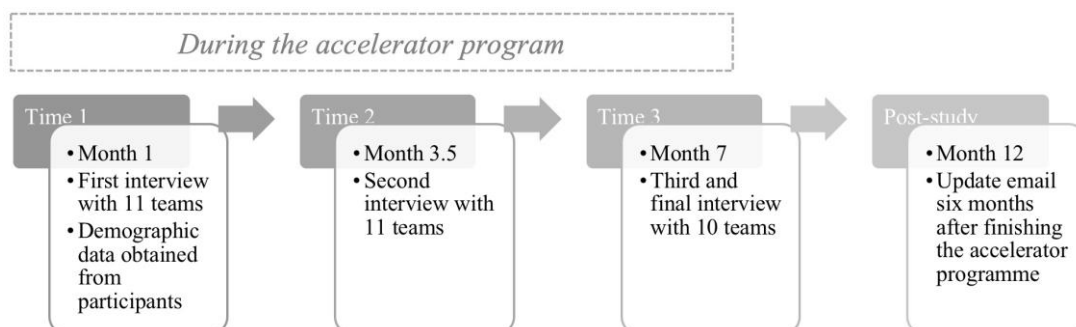 During the accelerator program
Time 1
• Month 1
• First interview
with 11 teams
• Demographic
data obtained
from
participants
Time 2
• Month 3.5
• Second
interview with
11 teams
Time 3
• Month 7
• Third and
final interview
with 10 teams
Post-study
• Month 12
• Update email
six months
after finishing
the accelerator
programme